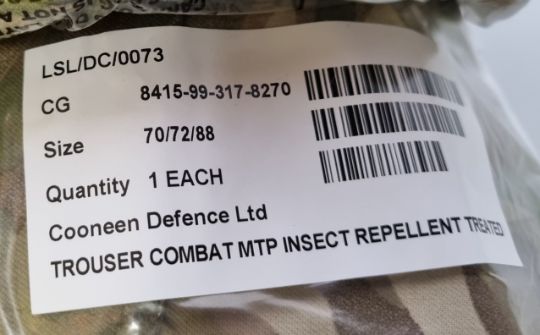 LSL/DC/0073
CG 8415-99-317-8270
Size 70/72/88
Quantity 1 EACH
Cooneen Defence Ltd
TROUSER COMBAT MTP INSECT REPELLENT TREATED